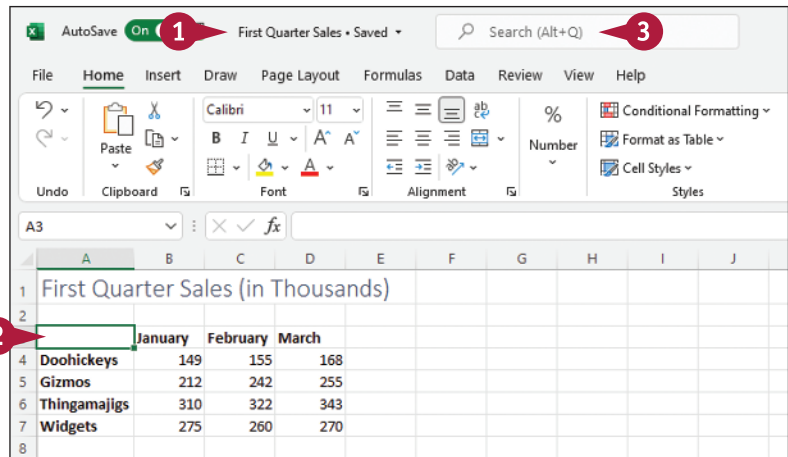 AutoSave On 1 First Quarter Sales • Saved Search (Alt+Q) 3
File Home Insert Draw Page Layout Formulas Data Review View Help
Calibri 11 ab % Conditional Formatting
Paste B I U A A Number Format as Table
A Cell Styles
Undo Clipboard Font Alignment Styles
A3 fx
A B C D E F G H I J
1 First Quarter Sales (in Thousands)
2
2 January February March
4 Doohickeys 149 155 168
5 Gizmos 212 242 255
6 Thingamajigs 310 322 343
7 Widgets 275 260 270
8